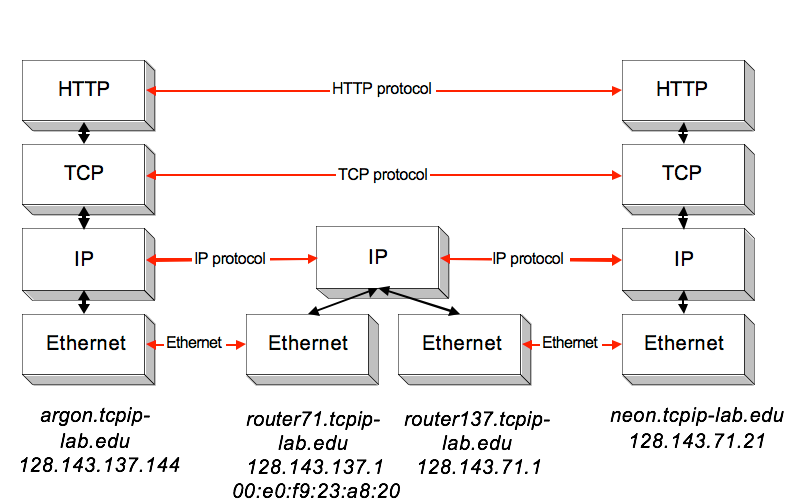 HTTP
HTTP protocol
HTTP
TCP
TCP protocol
TCP
IP
IP protocol
IP
IP protocol
IP
Ethernet
Ethernet
Ethernet
Ethernet
Ethernet
Ethernet
argon.tcpip-
lab.edu
128.143.137.144
router71.tcpip-
lab.edu
128.143.137.1
00:e0:f9:23:a8:20
router137.tcpip-
lab.edu
128.143.71.1
neon.tcpip-lab.edu
128.143.71.21